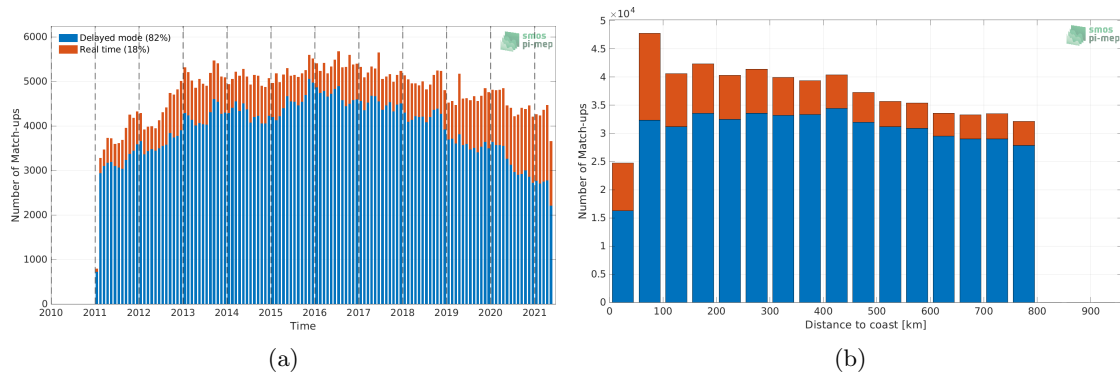 Delayed mode (82%)
Real time (18%)
smos
pi-mep
6000
5000
4000
3000
2000
1000
0
Number of Match-ups
2010 2011 2012 2013 2014 2015 2016 2017 2018 2019 2020 2021
Time
(a)
×10⁴
smos
pi-mep
5
4.5
4
3.5
3
2.5
2
1.5
1
0.5
0
Number of Match-ups
0 100 200 300 400 500 600 700 800 900
Distance to coast [km]
(b)